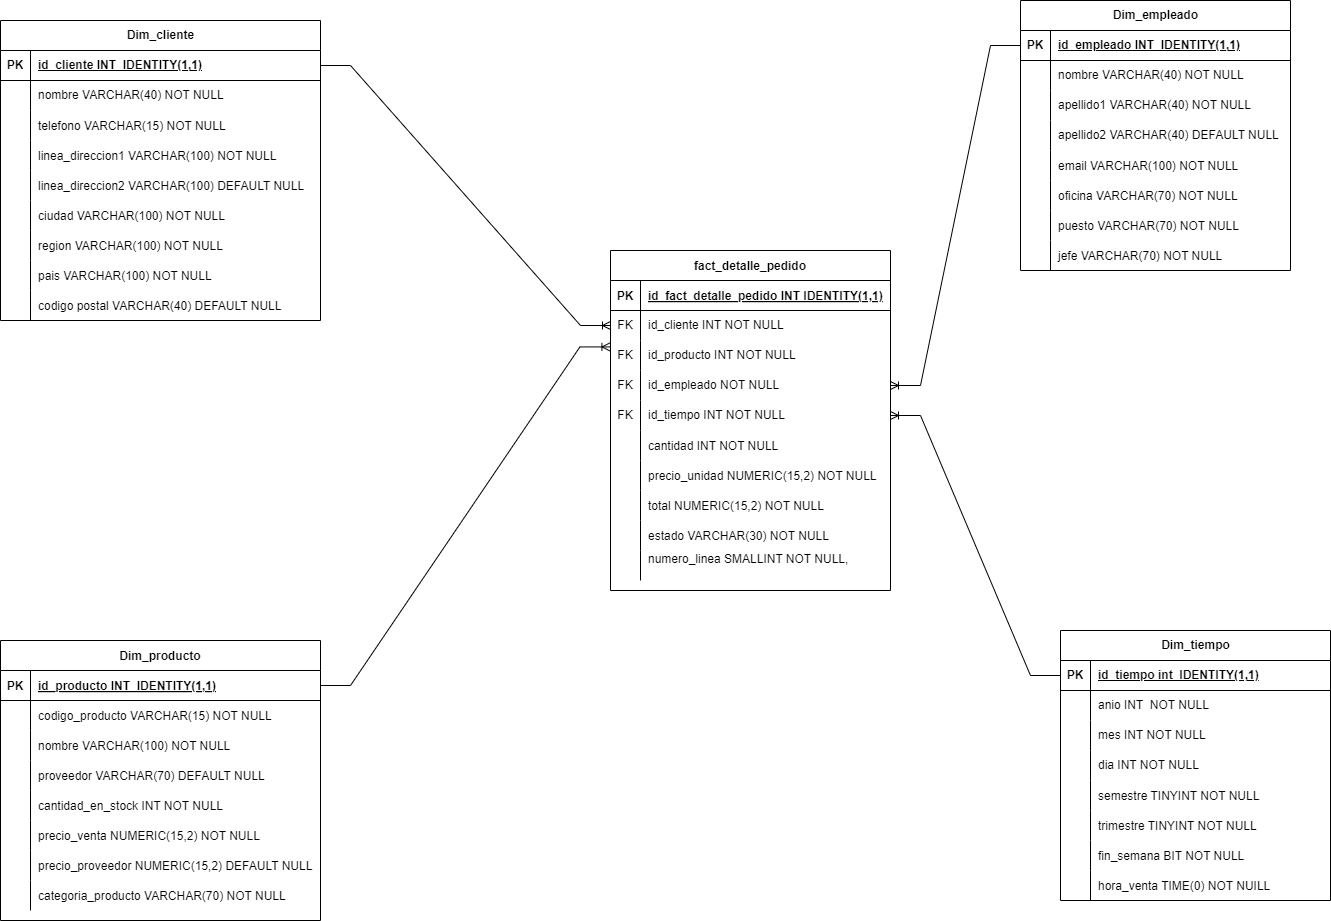 Dim_cliente
PK id_cliente INT IDENTITY(1,1)
nombre VARCHAR(40) NOT NULL
telefono VARCHAR(15) NOT NULL
linea_direccion1 VARCHAR(100) NOT NULL
linea_direccion2 VARCHAR(100) DEFAULT NULL
ciudad VARCHAR(100) NOT NULL
region VARCHAR(100) NOT NULL
pais VARCHAR(100) NOT NULL
codigo postal VARCHAR(40) DEFAULT NULL
Dim_empleado
PK id_empleado INT IDENTITY(1,1)
nombre VARCHAR(40) NOT NULL
apellido1 VARCHAR(40) NOT NULL
apellido2 VARCHAR(40) DEFAULT NULL
email VARCHAR(100) NOT NULL
oficina VARCHAR(70) NOT NULL
puesto VARCHAR(70) NOT NULL
jefe VARCHAR(70) NOT NULL
fact_detalle_pedido
PK id_fact_detalle_pedido INT IDENTITY(1,1)
FK id_cliente INT NOT NULL
FK id_producto INT NOT NULL
FK id_empleado NOT NULL
FK id_tiempo INT NOT NULL
cantidad INT NOT NULL
precio_unidad NUMERIC(15,2) NOT NULL
total NUMERIC(15,2) NOT NULL
estado VARCHAR(30) NOT NULL
numero_linea SMALLINT NOT NULL,
Dim_producto
PK id_producto INT IDENTITY(1,1)
codigo_producto VARCHAR(15) NOT NULL
nombre VARCHAR(100) NOT NULL
proveedor VARCHAR(70) DEFAULT NULL
cantidad_en_stock INT NOT NULL
precio_venta NUMERIC(15,2) NOT NULL
precio_proveedor NUMERIC(15,2) DEFAULT NULL
categoria_producto VARCHAR(70) NOT NULL
Dim_tiempo
PK id_tiempo int IDENTITY(1,1)
anio INT NOT NULL
mes INT NOT NULL
dia INT NOT NULL
semestre TINYINT NOT NULL
trimestre TINYINT NOT NULL
fin_semana BIT NOT NULL
hora_venta TIME(0) NOT NUILL